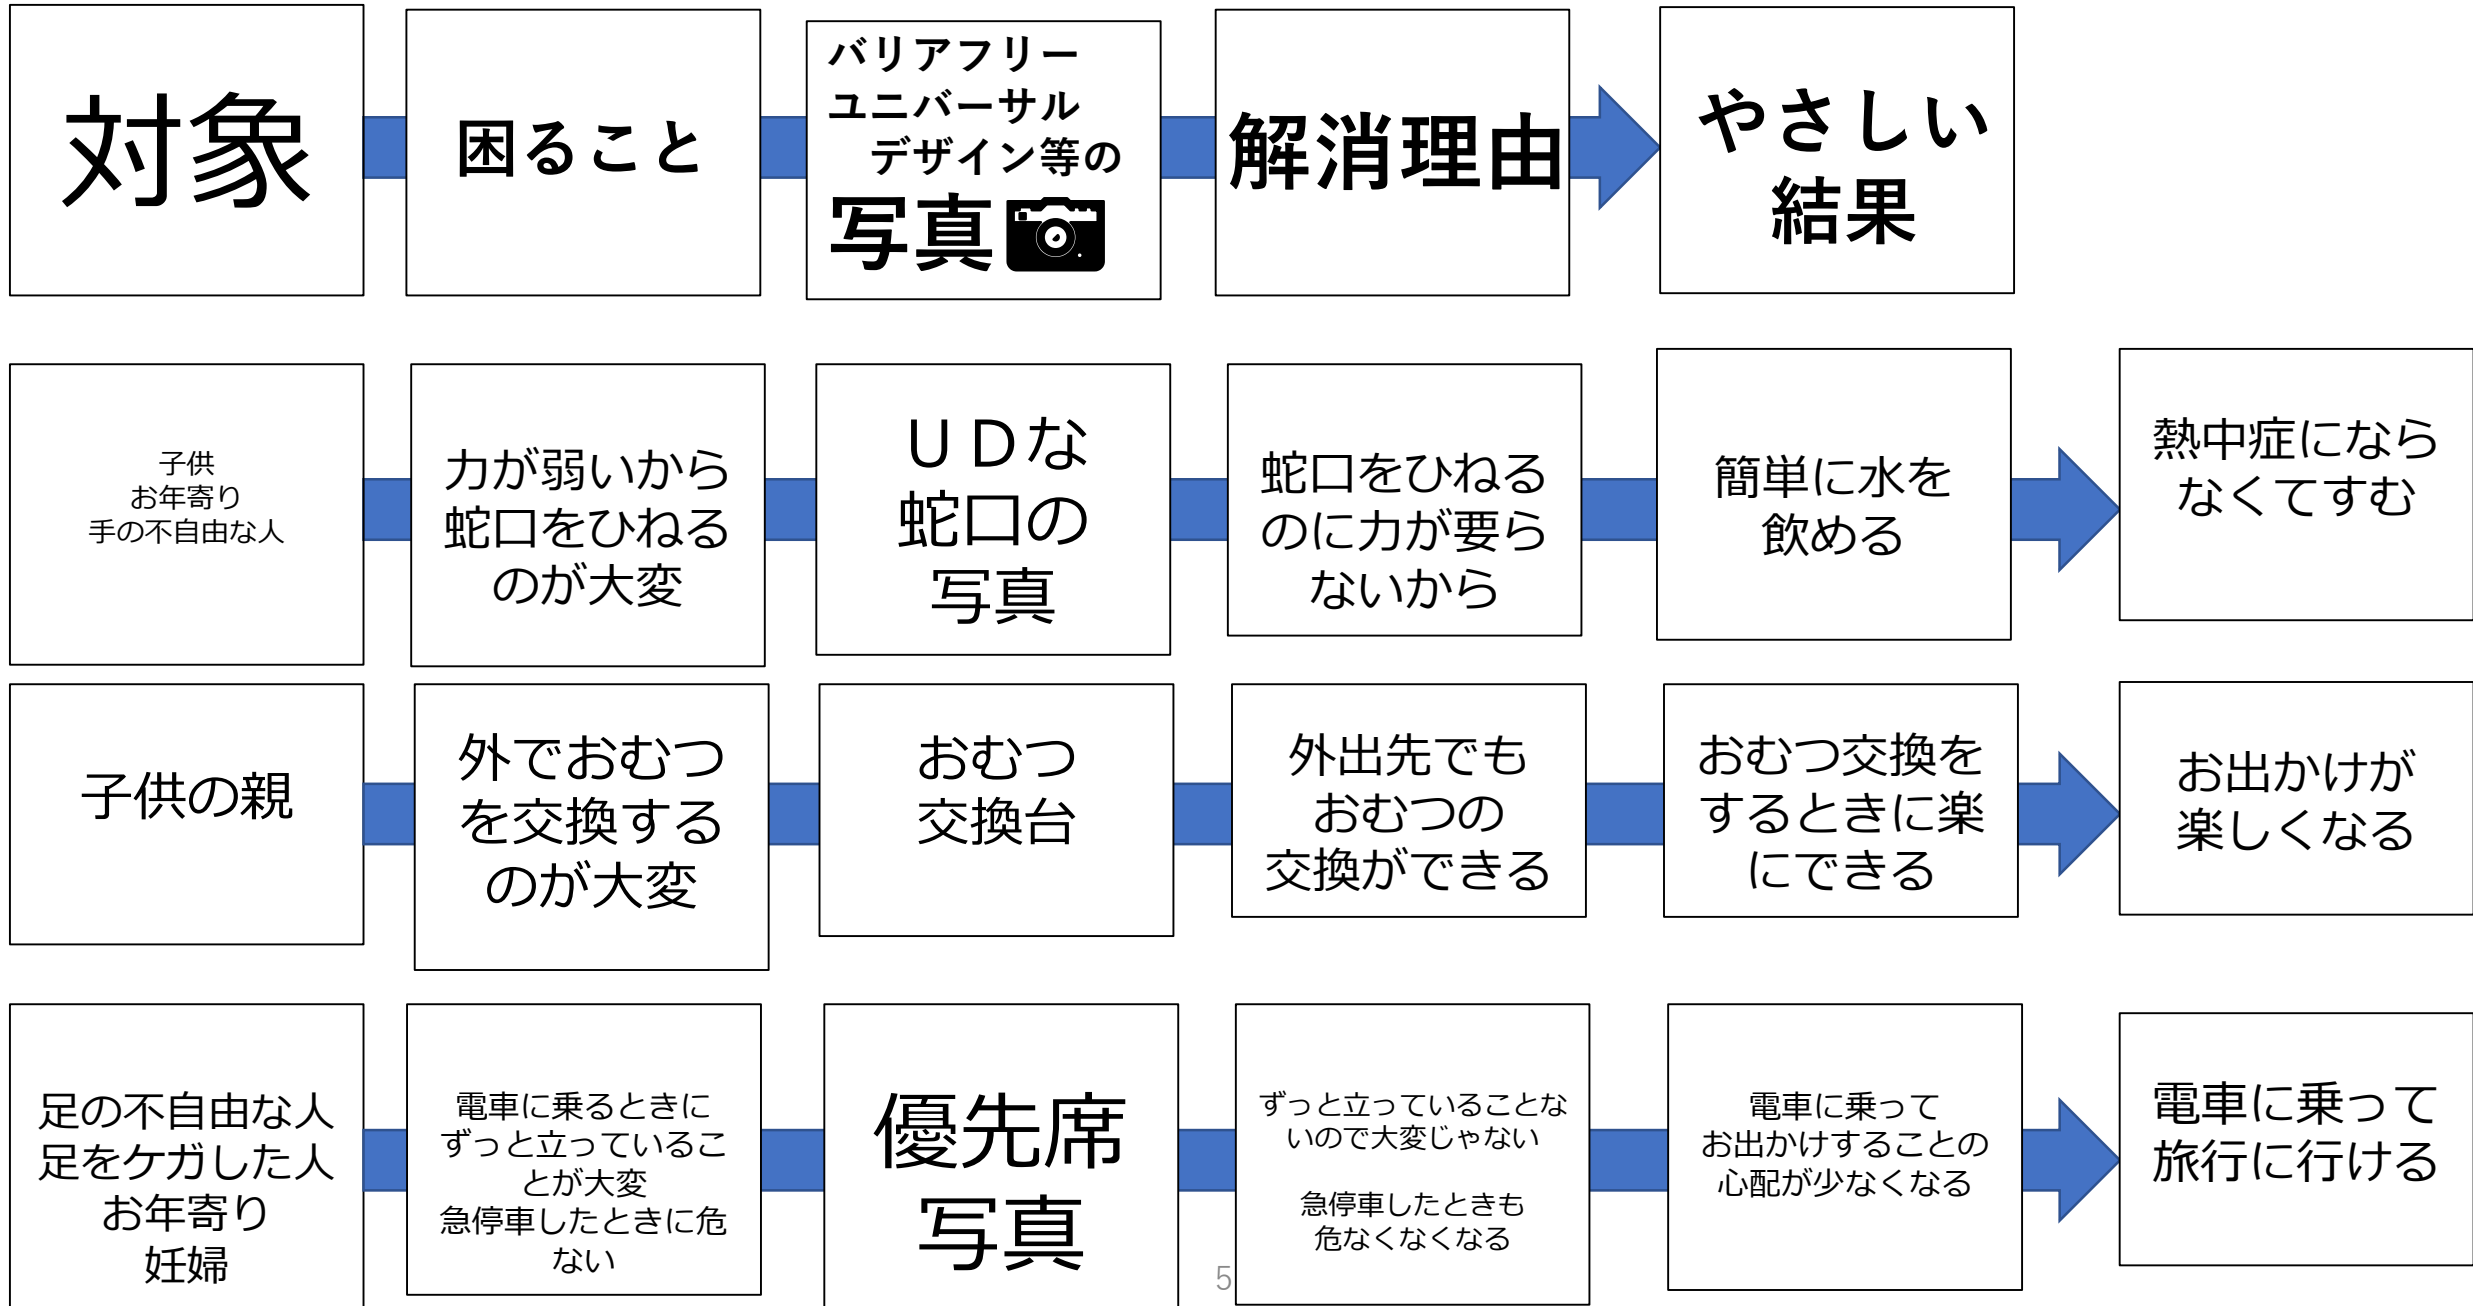 対象
困ること
バリアフリー
ユニバーサル
デザイン等の
写真
解消理由
やさしい
結果
子供
お年寄り
手の不自由な人
力が弱いから
蛇口をひねる
のが大変
ＵＤな
蛇口の
写真
蛇口をひねる
のに力が要ら
ないから
簡単に水を
飲める
熱中症になら
なくてすむ
子供の親
外でおむつ
を交換する
のが大変
おむつ
交換台
外出先でも
おむつの
交換ができる
おむつ交換を
するときに楽
にできる
お出かけが
楽しくなる
足の不自由な人
足をケガした人
お年寄り
妊婦
電車に乗るときに
ずっと立っているこ
とが大変
急停車したときに危
ない
優先席
写真
ずっと立っていることな
いので大変じゃない
急停車したときも
危なくなくなる
電車に乗って
お出かけすることの
心配が少なくなる
電車に乗って
旅行に行ける
5